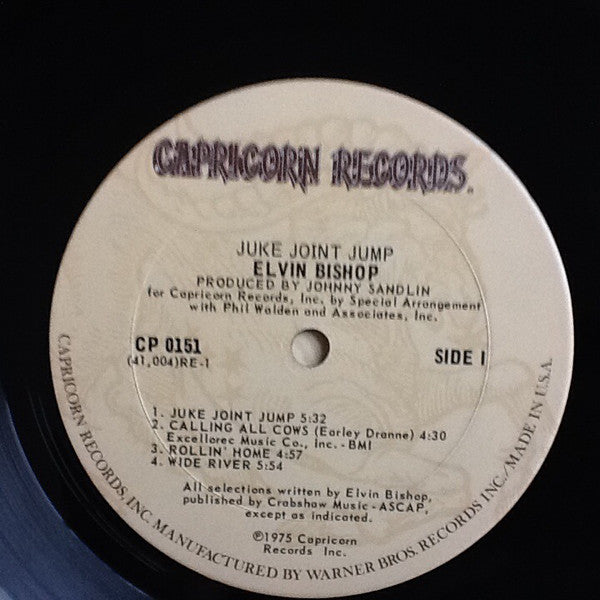 CAPRICORN RECORDS
JUKE JOINT JUMP
ELVIN BISHOP
PRODUCED BY JOHNNY SANDLIN
for Capricorn Records, Inc. by Special Arrangement
with Phil Walden and Associates, Inc.
CP 0151
(41,004)RE-1
SIDE I
1. JUKE JOINT JUMP 5:32
2. CALLING ALL COWS (Earley Dranne) 4:30
Excellorec Music Co., Inc. - BMI
3. ROLLIN' HOME 4:57
4. WIDE RIVER 5:54
All selections written by Elvin Bishop,
published by Crabshaw Music - ASCAP,
except as indicated.
℗1975 Capricorn
Records Inc.
CAPRICORN RECORDS, INC. MANUFACTURED BY WARNER BROS. RECORDS INC./MADE IN U.S.A.